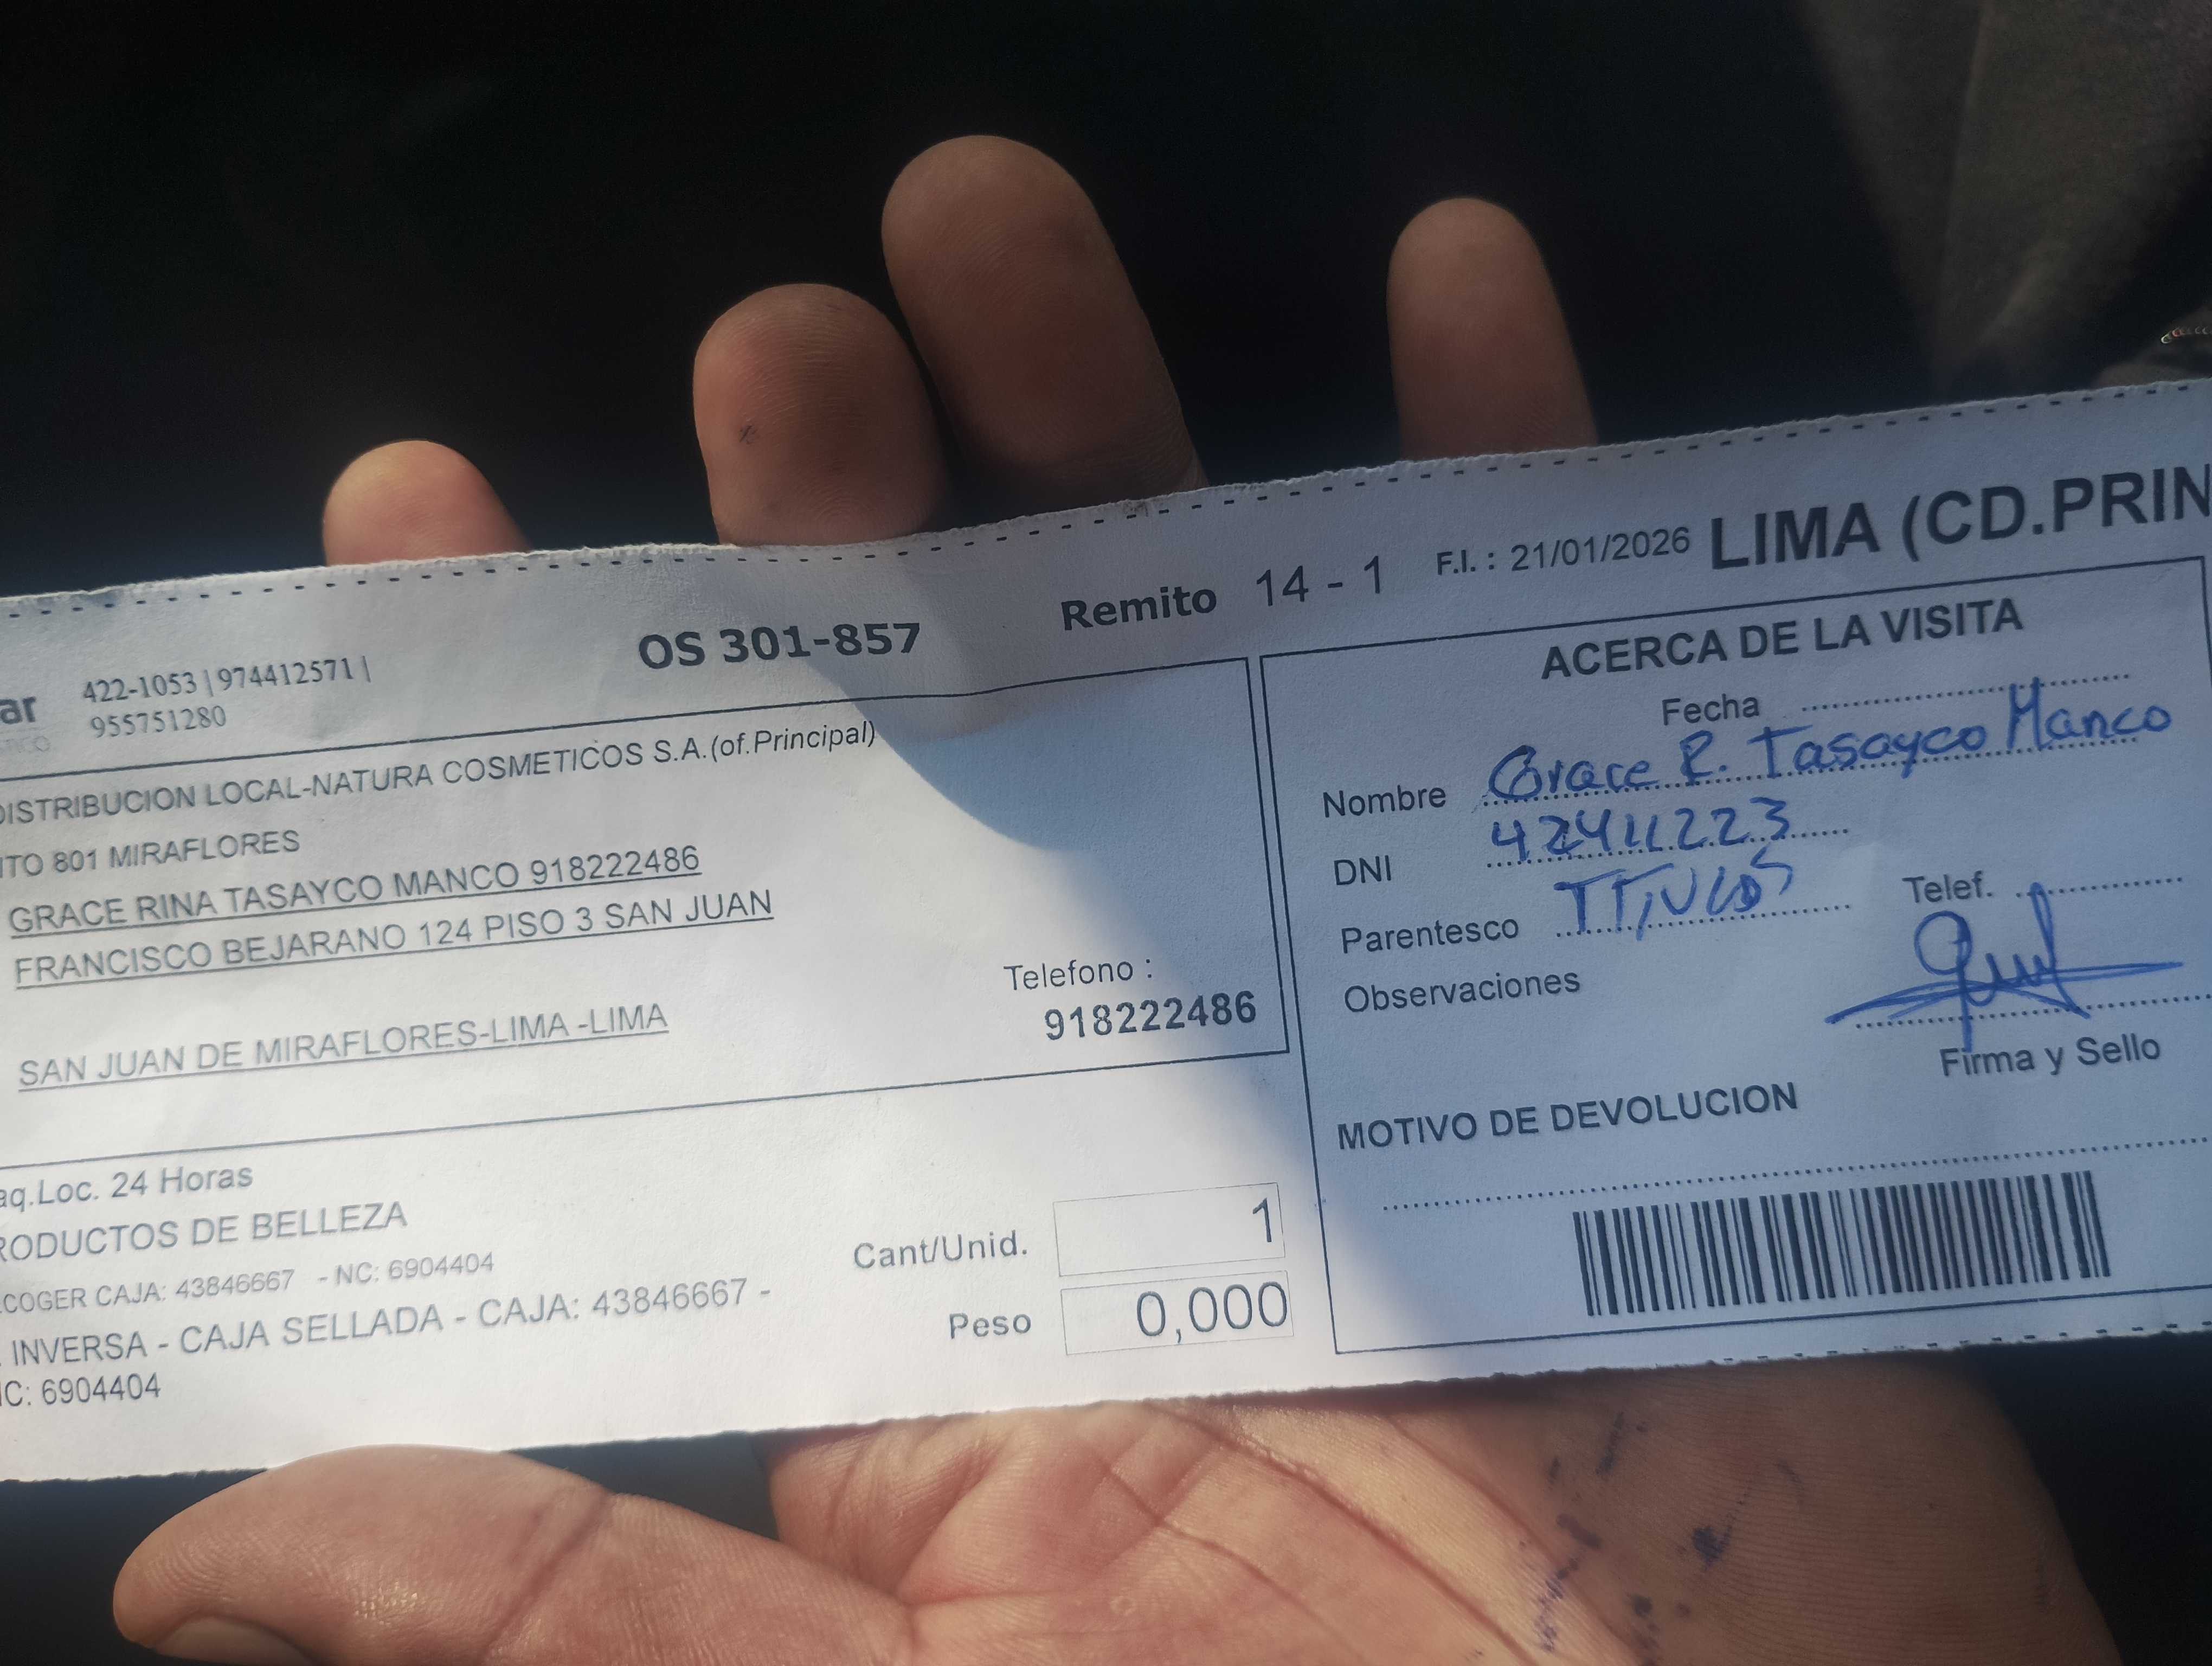 OS 301-857 Remito 14 - 1 F.I. : 21/01/2026 LIMA (CD.PRIN
ar 422-1053 | 974412571 |
955751280
DISTRIBUCION LOCAL-NATURA COSMETICOS S.A.(of.Principal)
ITO 801 MIRAFLORES
GRACE RINA TASAYCO MANCO 918222486
FRANCISCO BEJARANO 124 PISO 3 SAN JUAN
SAN JUAN DE MIRAFLORES-LIMA -LIMA
Telefono :
918222486
aq.Loc. 24 Horas
RODUCTOS DE BELLEZA
COGER CAJA: 43846667 - NC: 6904404
INVERSA - CAJA SELLADA - CAJA: 43846667 -
IC: 6904404
Cant/Unid. 1
Peso 0,000
ACERCA DE LA VISITA
Fecha
Nombre Grace R. Tasayco Manco
DNI 42411223
Parentesco Telef.
Observaciones
Firma y Sello
MOTIVO DE DEVOLUCION